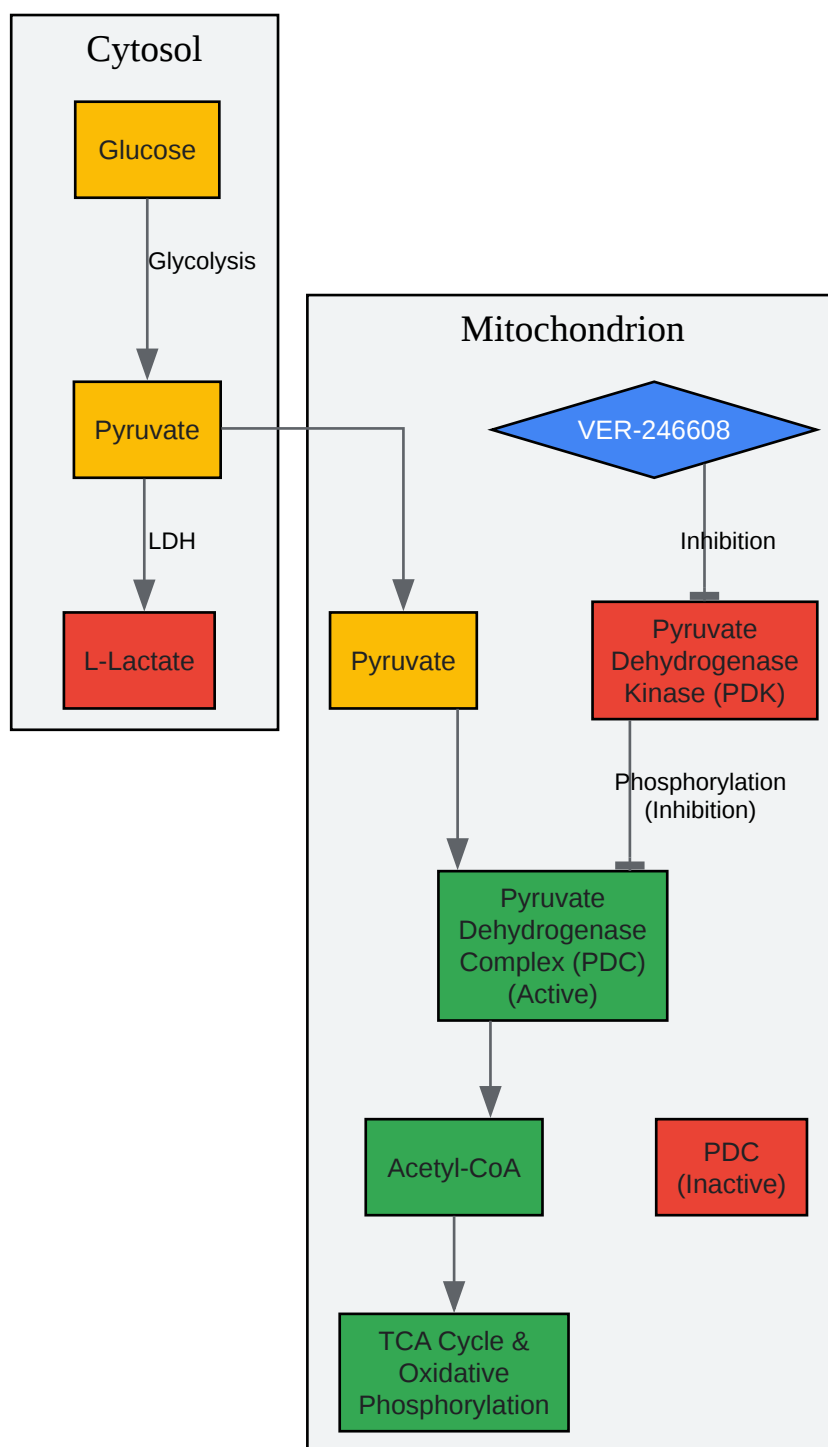 Cytosol
Glucose
Glycolysis
Pyruvate
LDH
L-Lactate
Mitochondrion
VER-246608
Inhibition
Pyruvate
Pyruvate
Dehydrogenase
Kinase (PDK)
Phosphorylation
(Inhibition)
Pyruvate
Dehydrogenase
Complex (PDC)
(Active)
Acetyl-CoA
PDC
(Inactive)
TCA Cycle &
Oxidative
Phosphorylation